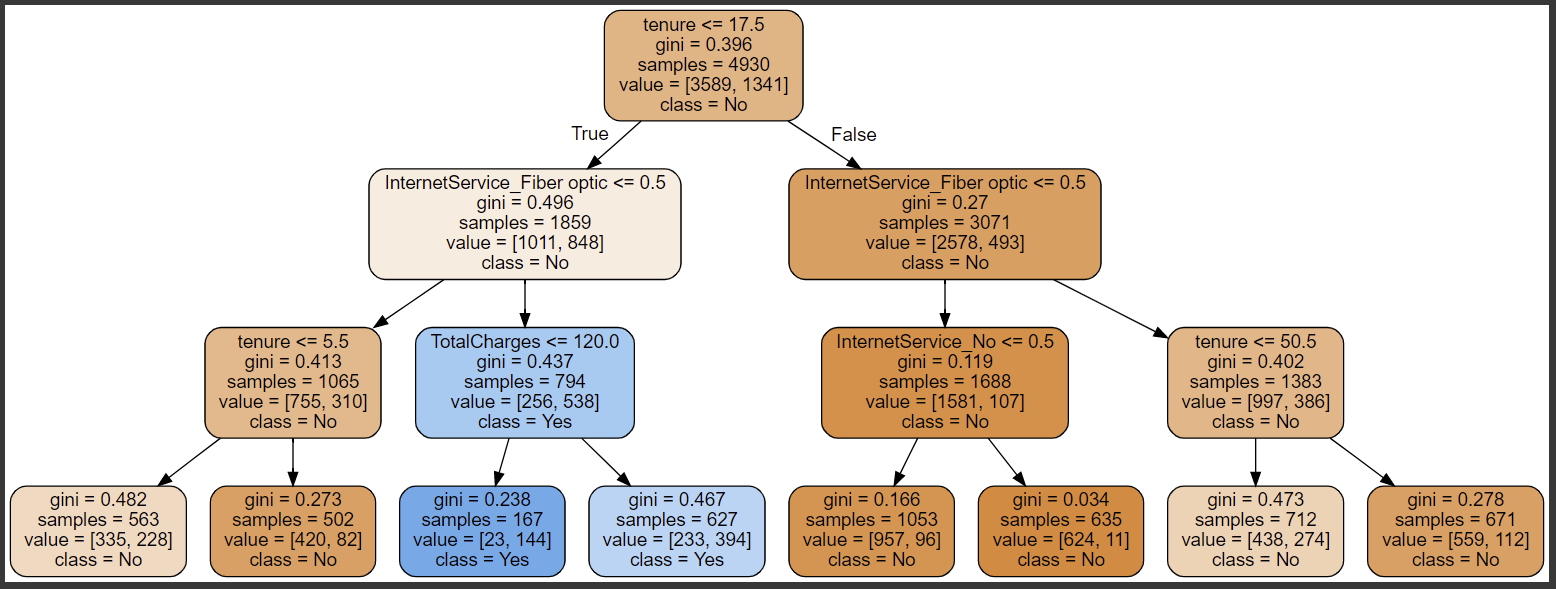 tenure <= 17.5
gini = 0.396
samples = 4930
value = [3589, 1341]
class = No
True
False
InternetService_Fiber optic <= 0.5
gini = 0.496
samples = 1859
value = [1011, 848]
class = No
InternetService_Fiber optic <= 0.5
gini = 0.27
samples = 3071
value = [2578, 493]
class = No
tenure <= 5.5
gini = 0.413
samples = 1065
value = [755, 310]
class = No
TotalCharges <= 120.0
gini = 0.437
samples = 794
value = [256, 538]
class = Yes
InternetService_No <= 0.5
gini = 0.119
samples = 1688
value = [1581, 107]
class = No
tenure <= 50.5
gini = 0.402
samples = 1383
value = [997, 386]
class = No
gini = 0.482
samples = 563
value = [335, 228]
class = No
gini = 0.273
samples = 502
value = [420, 82]
class = No
gini = 0.238
samples = 167
value = [23, 144]
class = Yes
gini = 0.467
samples = 627
value = [233, 394]
class = Yes
gini = 0.166
samples = 1053
value = [957, 96]
class = No
gini = 0.034
samples = 635
value = [624, 11]
class = No
gini = 0.473
samples = 712
value = [438, 274]
class = No
gini = 0.278
samples = 671
value = [559, 112]
class = No